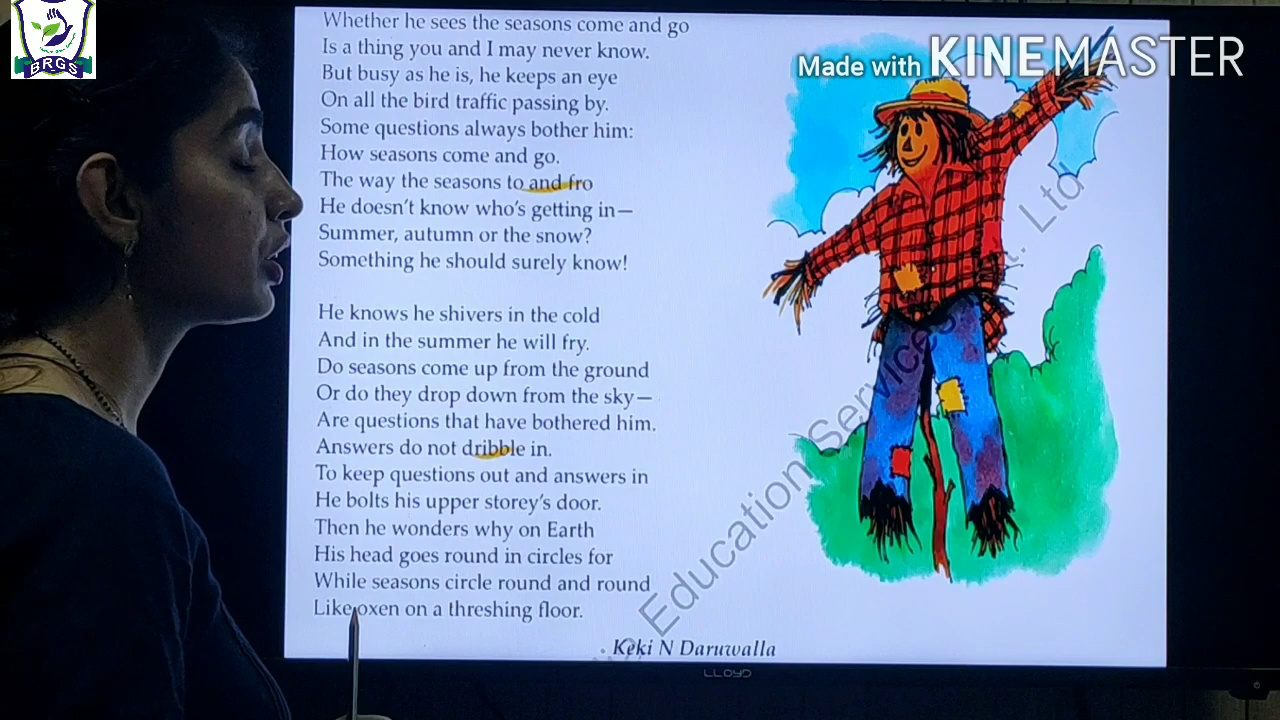 BRGS
Made with KINEMASTER
Whether he sees the seasons come and go
Is a thing you and I may never know.
But busy as he is, he keeps an eye
On all the bird traffic passing by.
Some questions always bother him:
How seasons come and go.
The way the seasons to and fro
He doesn't know who's getting in—
Summer, autumn or the snow?
Something he should surely know!
He knows he shivers in the cold
And in the summer he will fry.
Do seasons come up from the ground
Or do they drop down from the sky—
Are questions that have bothered him.
Answers do not dribble in.
To keep questions out and answers in
He bolts his upper storey's door.
Then he wonders why on Earth
His head goes round in circles for
While seasons circle round and round
Like oxen on a threshing floor.
Keki N Daruwalla
Education Services . Ltd
LLOYD